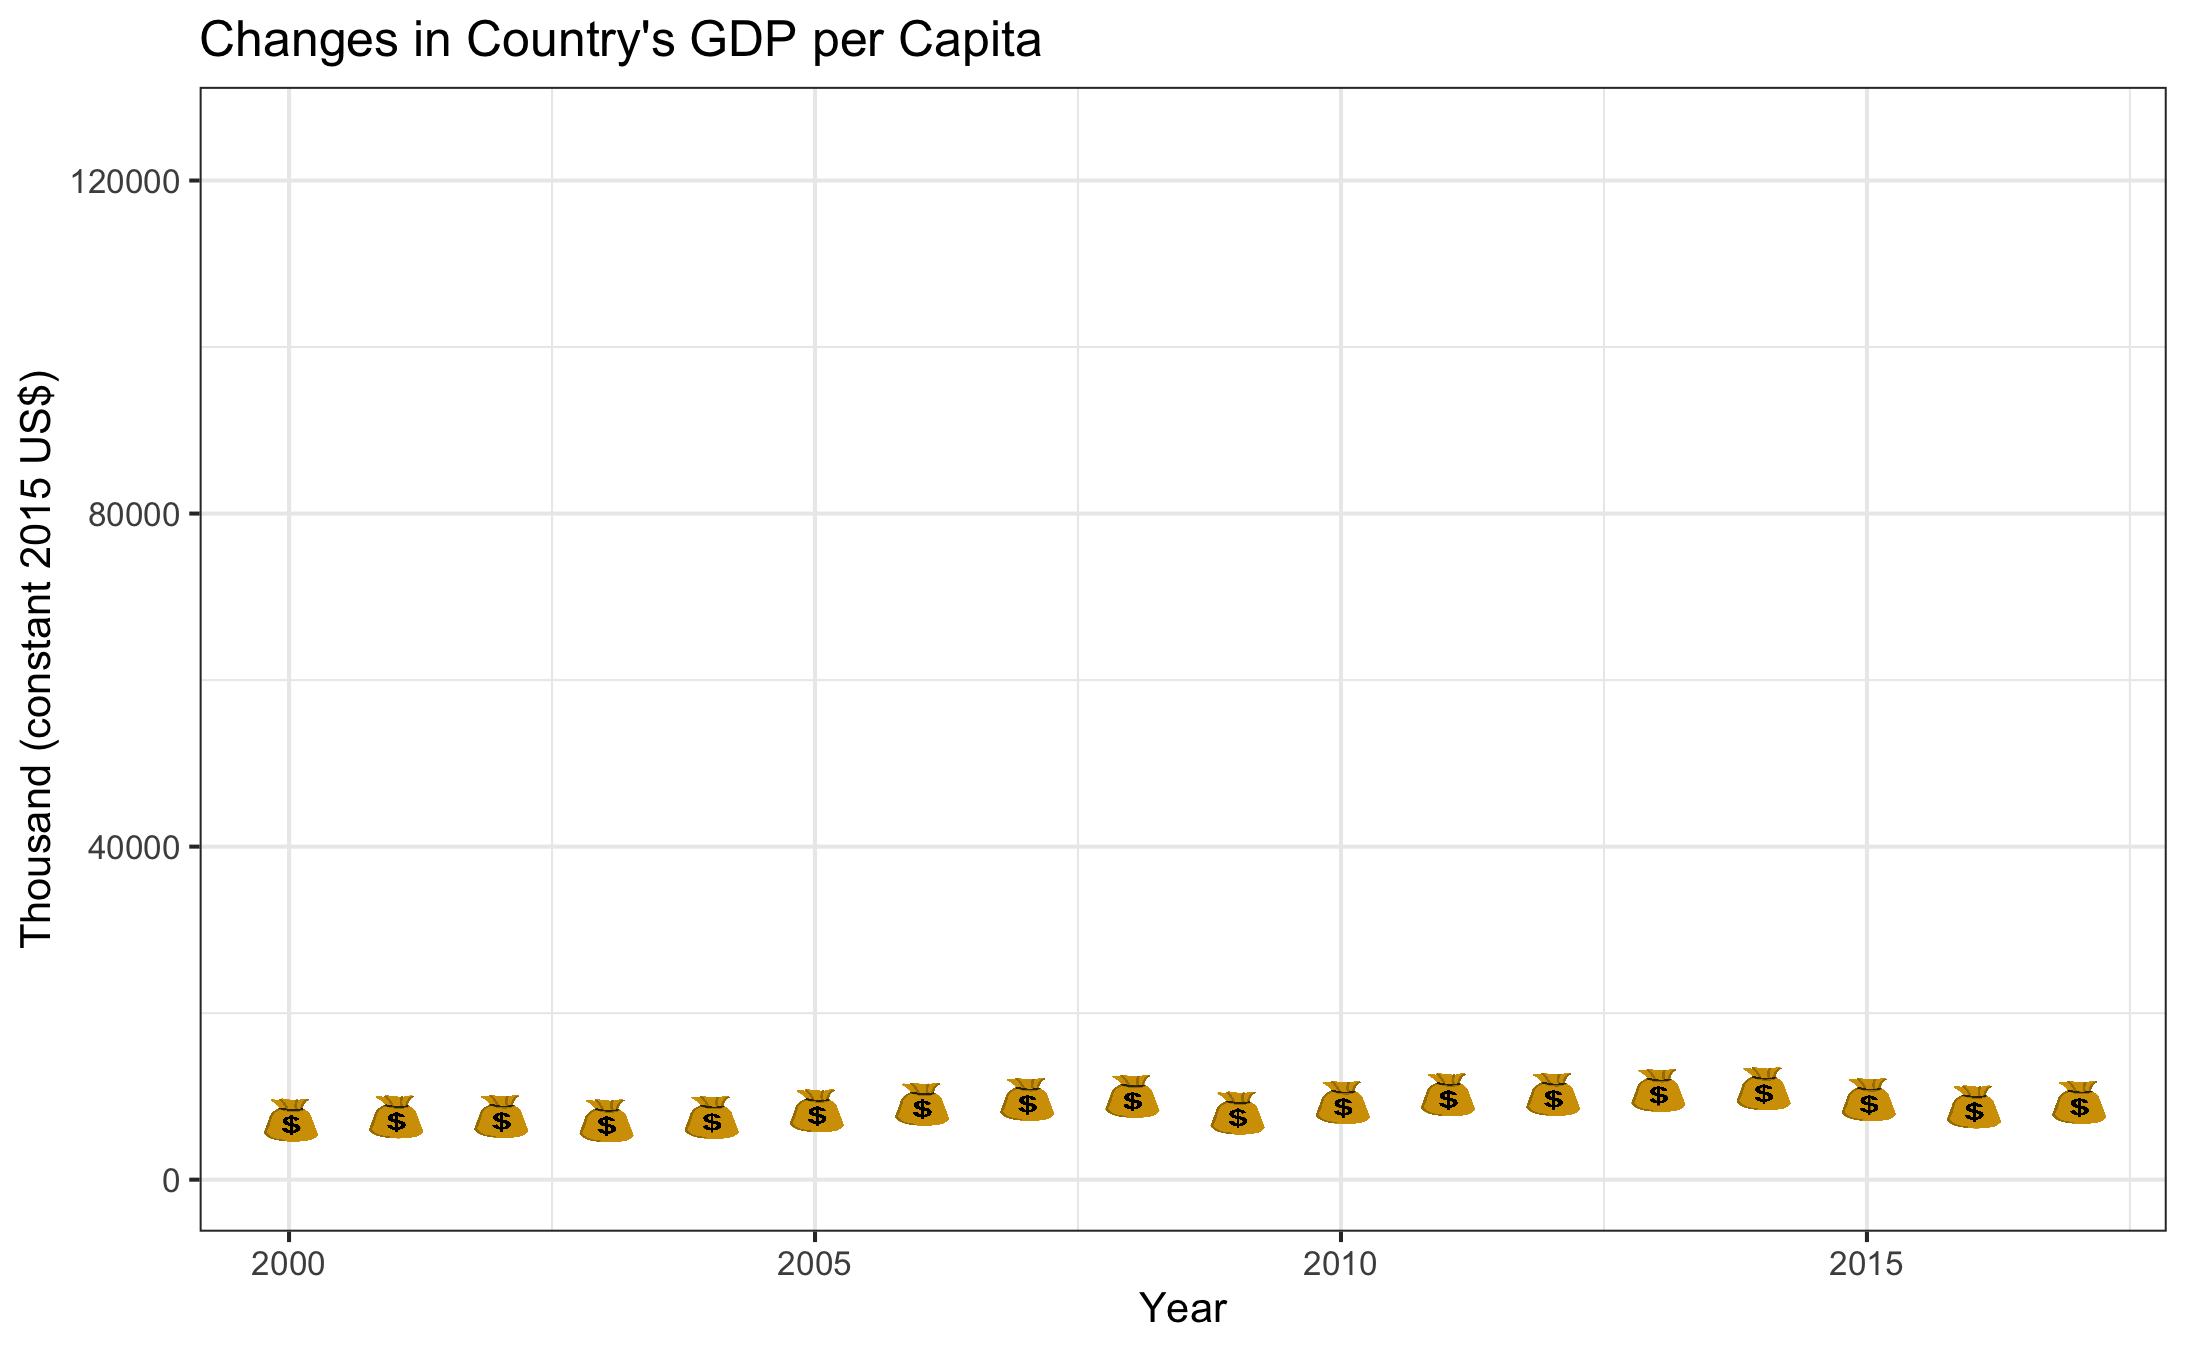 Changes in Country's GDP per Capita
Thousand (constant 2015 US$)
120000
80000
40000
0
$ $ $ $ $ $ $ $ $ $ $ $ $ $ $ $ $ $
2000 2005 2010 2015
Year